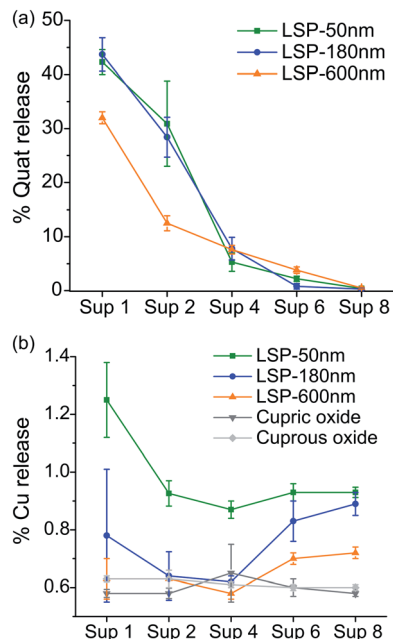 (a)
LSP-50nm
LSP-180nm
LSP-600nm
% Quat release
50
40
30
20
10
0
Sup 1 Sup 2 Sup 4 Sup 6 Sup 8
(b)
LSP-50nm
LSP-180nm
LSP-600nm
Cupric oxide
Cuprous oxide
% Cu release
1.4
1.2
1.0
0.8
0.6
Sup 1 Sup 2 Sup 4 Sup 6 Sup 8